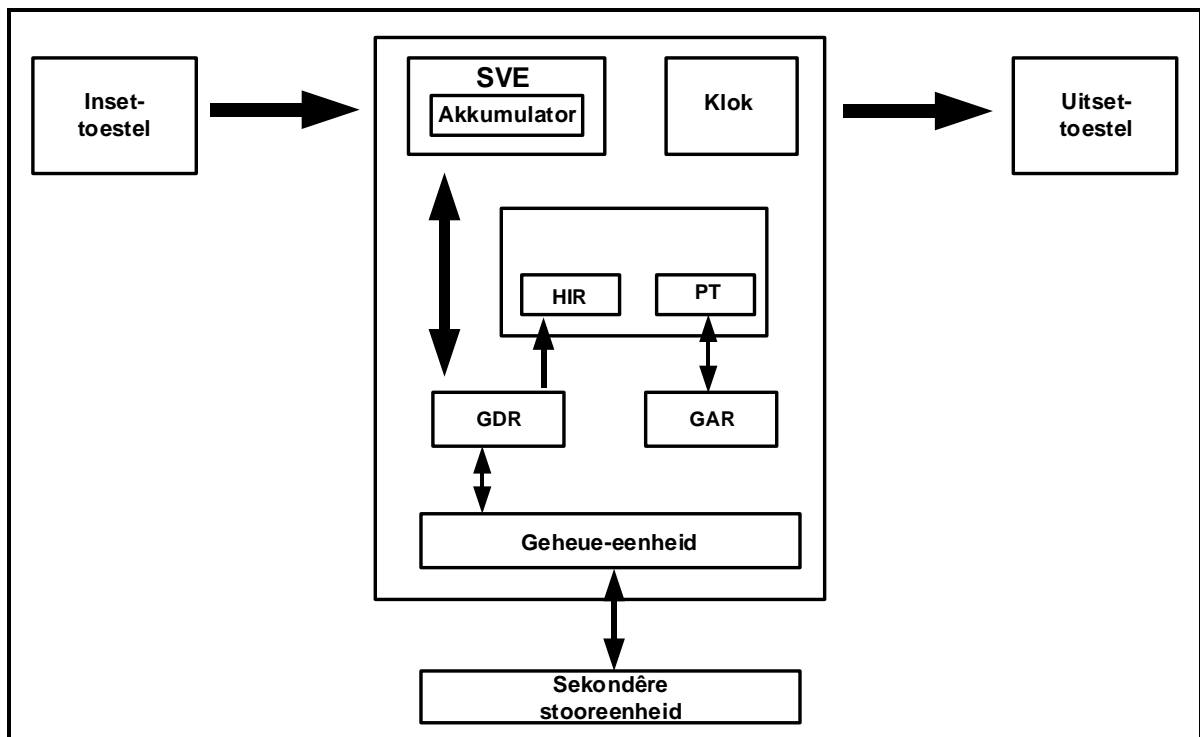 Inset-
toestel
SVE
Akkumulator
Klok
Uitset-
toestel
HIR
PT
GDR
GAR
Geheue-eenheid
Sekondêre
stooreenheid